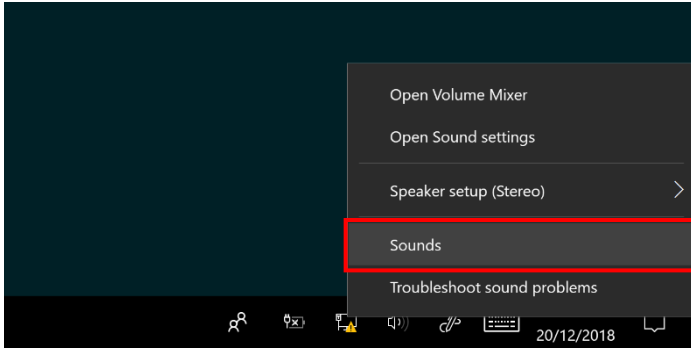 Open Volume Mixer
Open Sound settings
Speaker setup (Stereo)
Sounds
Troubleshoot sound problems
20/12/2018